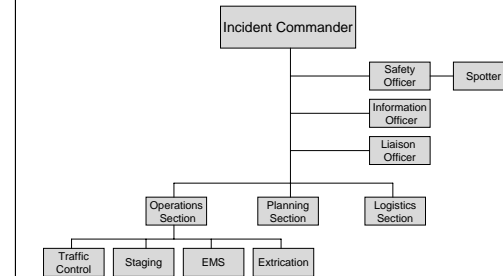 Incident Commander
Safety
Officer
Spotter
Information
Officer
Liaison
Officer
Operations
Section
Planning
Section
Logistics
Section
Traffic
Control
Staging
EMS
Extrication